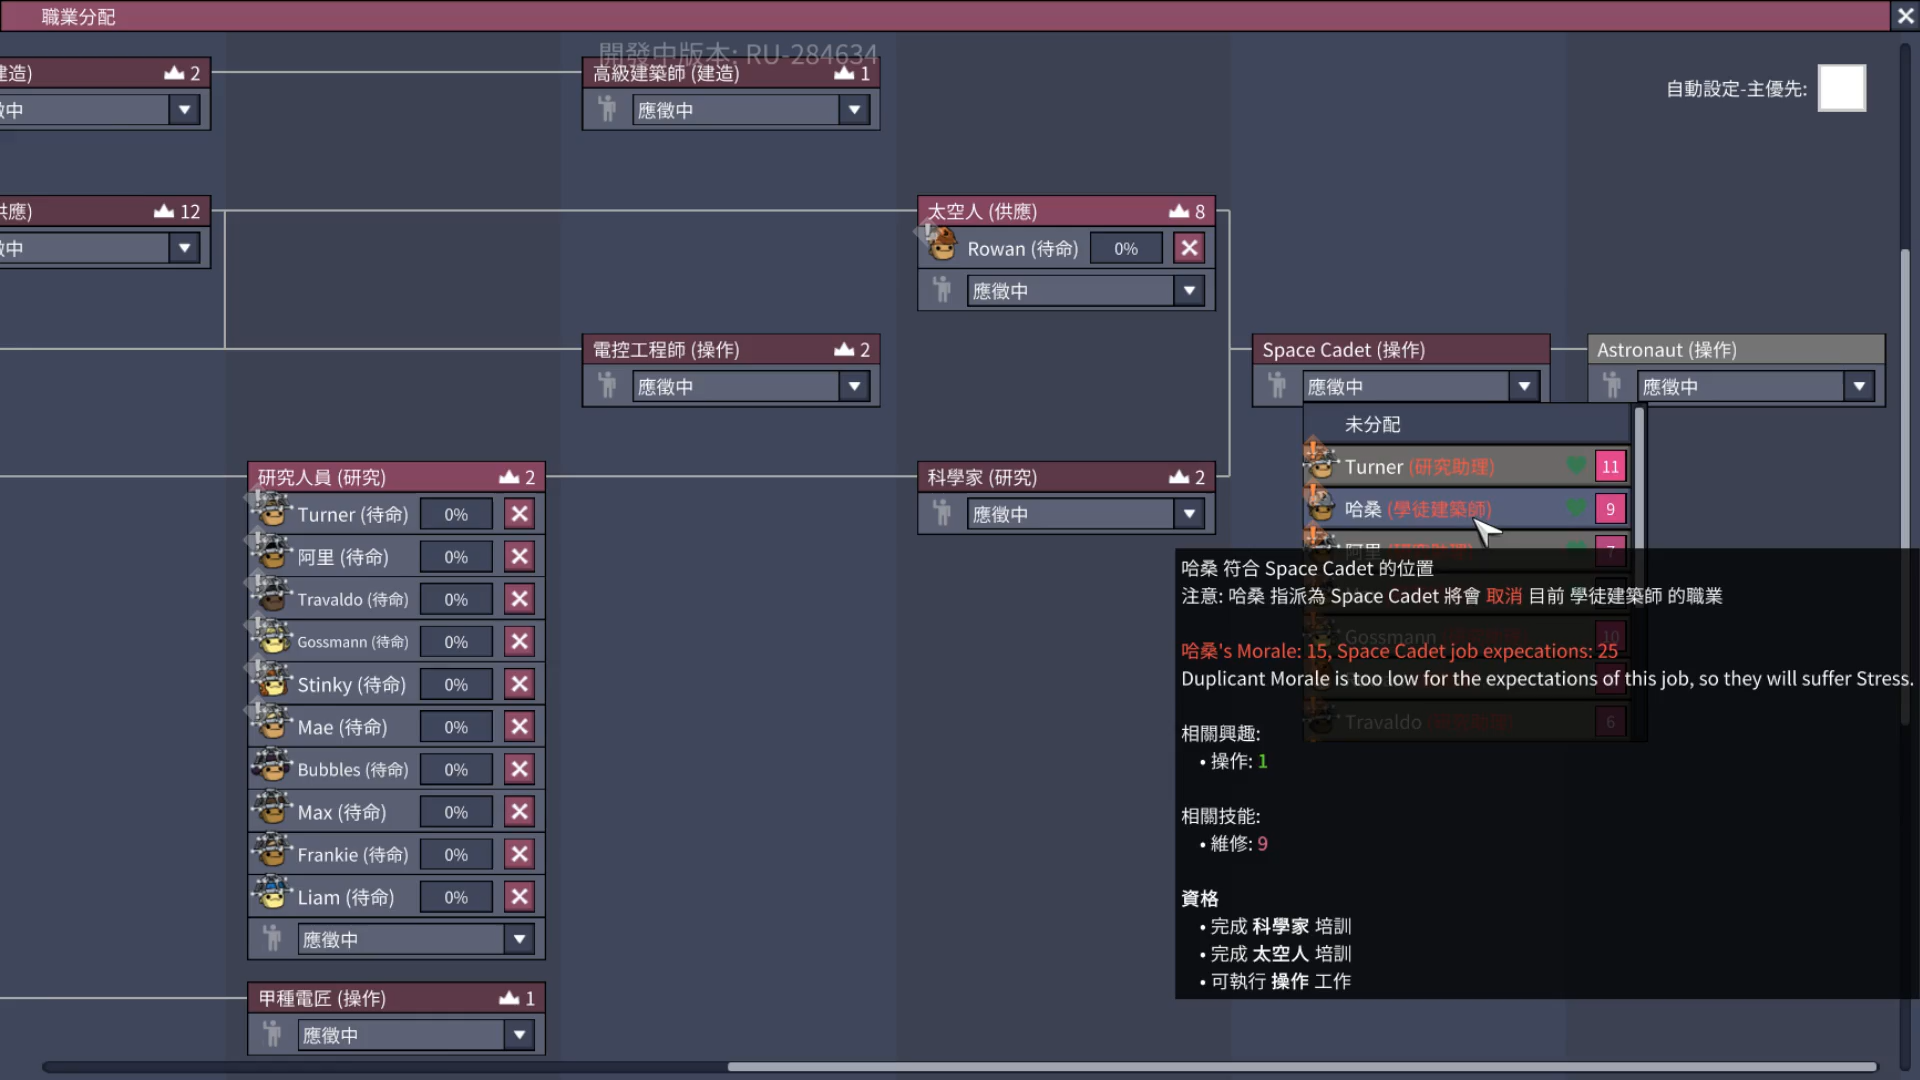 職業分配
開發中版本: RU-284634
建造) 2
高級建築師 (建造) 1
自動設定-主優先:
應徵中
供應) 12
太空人 (供應) 8
Rowan (待命) 0%
應徵中
電控工程師 (操作) 2
應徵中
Space Cadet (操作)
應徵中
Astronaut (操作)
應徵中
未分配
Turner (研究助理) 11
哈桑 (學徒建築師) 9
阿里 (研究助理) 7
Gossmann 10
Travaldo 6
研究人員 (研究) 2
Turner (待命) 0%
阿里 (待命) 0%
Travaldo (待命) 0%
Gossmann (待命) 0%
Stinky (待命) 0%
Mae (待命) 0%
Bubbles (待命) 0%
Max (待命) 0%
Frankie (待命) 0%
Liam (待命) 0%
應徵中
科學家 (研究) 2
應徵中
甲種電匠 (操作) 1
應徵中
哈桑 符合 Space Cadet 的位置
注意: 哈桑 指派為 Space Cadet 將會 取消 目前 學徒建築師 的職業
哈桑's Morale: 15, Space Cadet job expecations: 25
Duplicant Morale is too low for the expectations of this job, so they will suffer Stress.
相關興趣:
• 操作: 1
相關技能:
• 維修: 9
資格
• 完成 科學家 培訓
• 完成 太空人 培訓
• 可執行 操作 工作